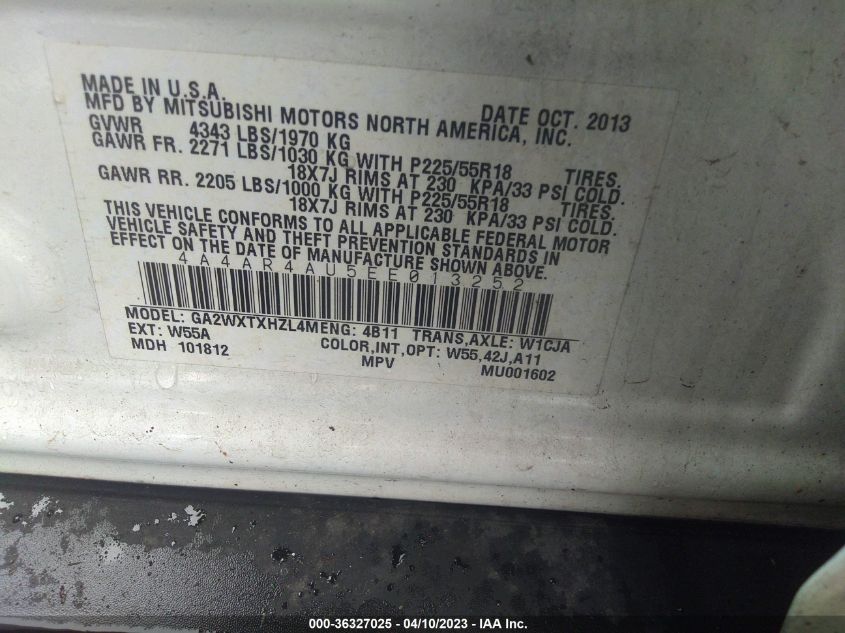 MADE IN U.S.A.
MFD BY MITSUBISHI MOTORS NORTH AMERICA, INC. DATE OCT. 2013
GVWR 4343 LBS/1970 KG
GAWR FR. 2271 LBS/1030 KG WITH P225/55R18 TIRES.
18X7J RIMS AT 230 KPA/33 PSI COLD.
GAWR RR. 2205 LBS/1000 KG WITH P225/55R18 TIRES.
18X7J RIMS AT 230 KPA/33 PSI COLD.
THIS VEHICLE CONFORMS TO ALL APPLICABLE FEDERAL MOTOR
VEHICLE SAFETY AND THEFT PREVENTION STANDARDS IN
EFFECT ON THE DATE OF MANUFACTURE SHOWN ABOVE.
4A4AR4AU5EE013252
MODEL: GA2WXTXHZL4M ENG: 4B11 TRANS,AXLE: W1CJA
EXT: W55A COLOR,INT,OPT: W55,42J,A11
MDH 101812 MPV MU001602
000-36327025 - 04/10/2023 - IAA Inc.